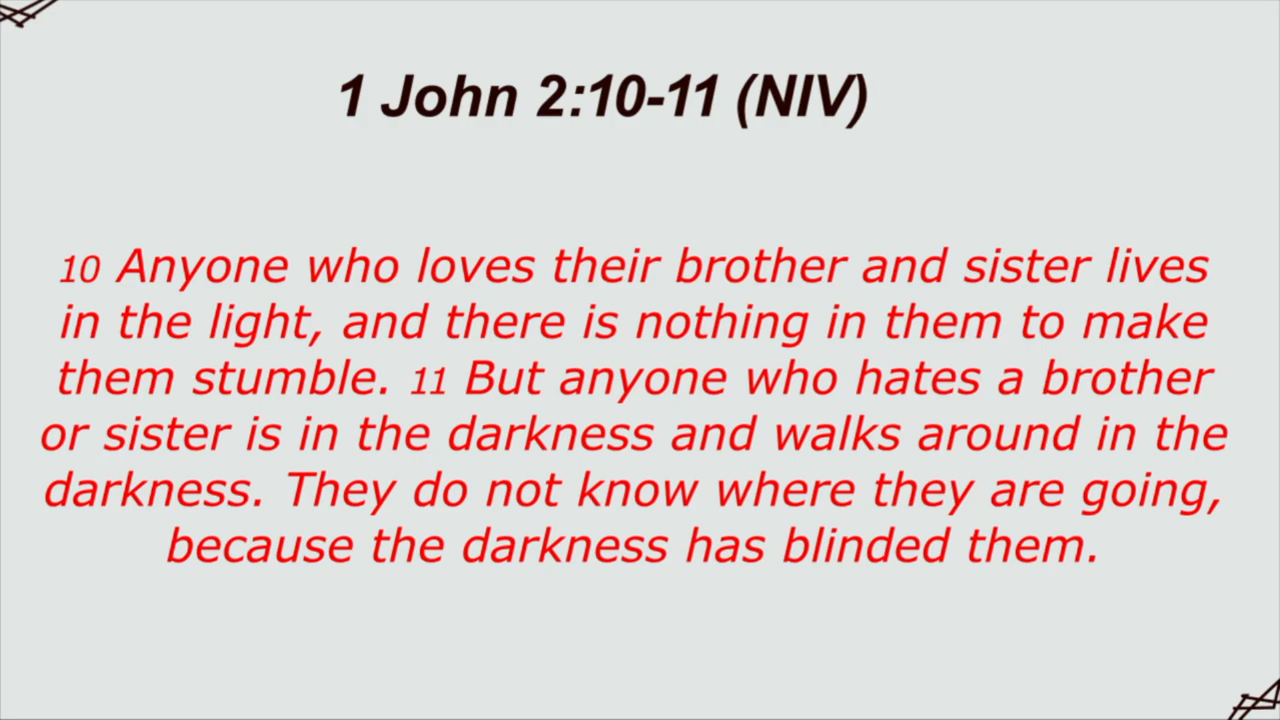 1 John 2:10-11 (NIV)
10 Anyone who loves their brother and sister lives
in the light, and there is nothing in them to make
them stumble. 11 But anyone who hates a brother
or sister is in the darkness and walks around in the
darkness. They do not know where they are going,
because the darkness has blinded them.